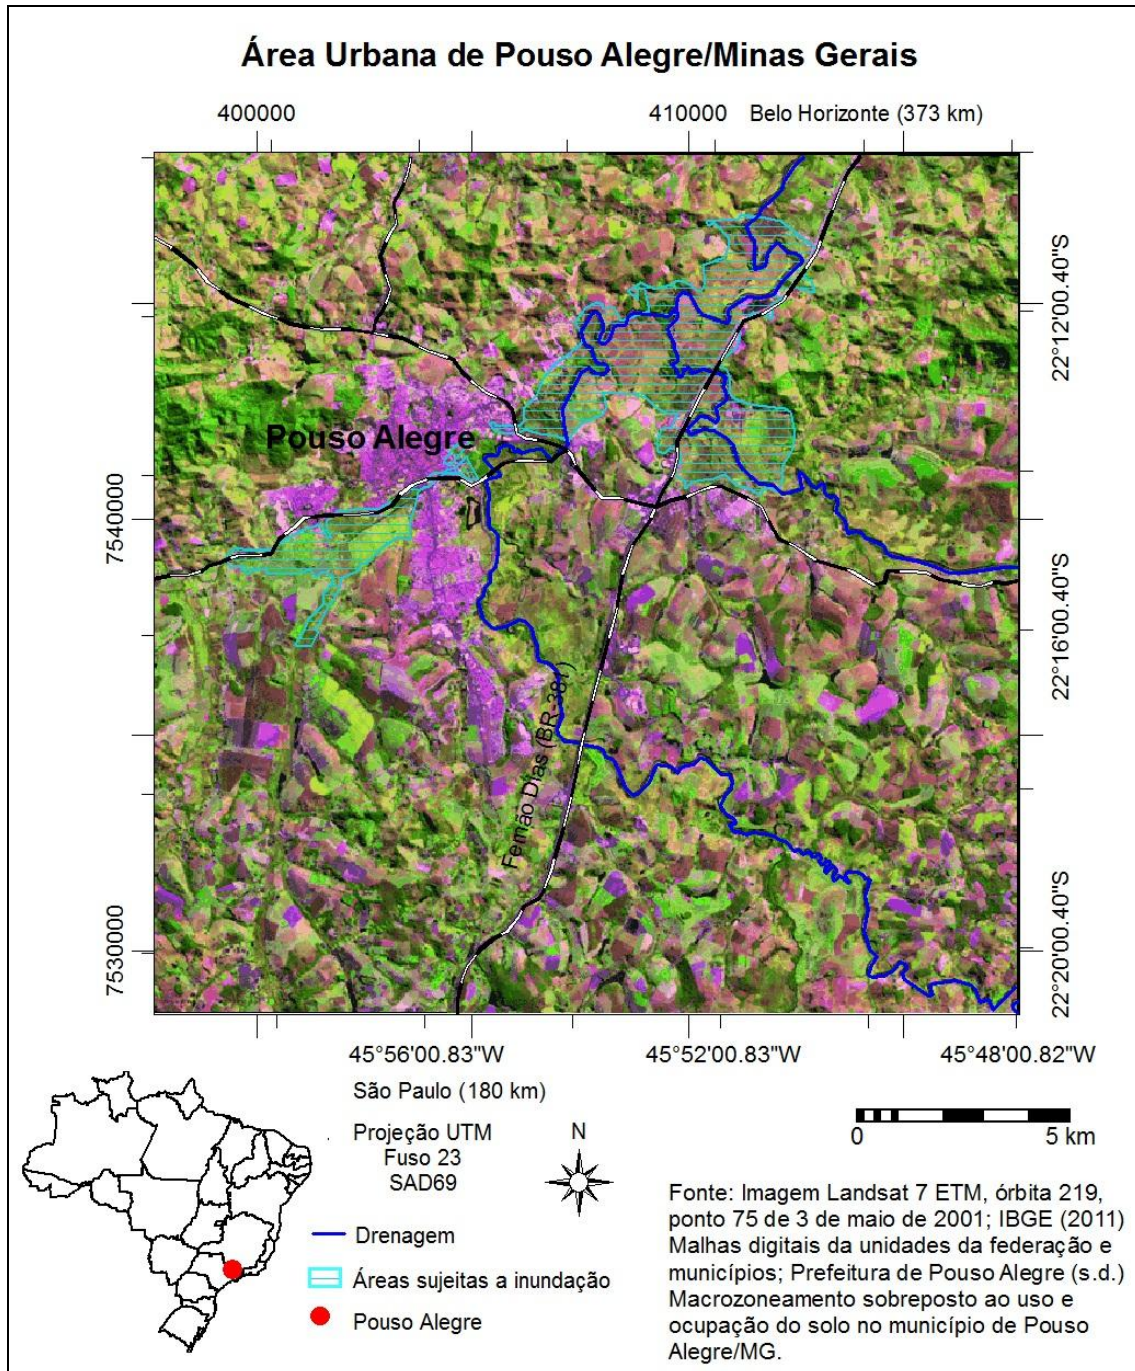 Área Urbana de Pouso Alegre/Minas Gerais
400000
410000
Belo Horizonte (373 km)
22°12'00.40"S
Pouso Alegre
7540000
22°16'00.40"S
Fernão Dias (BR-381)
7530000
22°20'00.40"S
45°56'00.83"W
45°52'00.83"W
45°48'00.82"W
São Paulo (180 km)
Projeção UTM
Fuso 23
SAD69
N
0
5 km
Drenagem
Áreas sujeitas a inundação
Pouso Alegre
Fonte: Imagem Landsat 7 ETM, órbita 219,
ponto 75 de 3 de maio de 2001; IBGE (2011)
Malhas digitais da unidades da federação e
municípios; Prefeitura de Pouso Alegre (s.d.)
Macrozoneamento sobreposto ao uso e
ocupação do solo no município de Pouso
Alegre/MG.